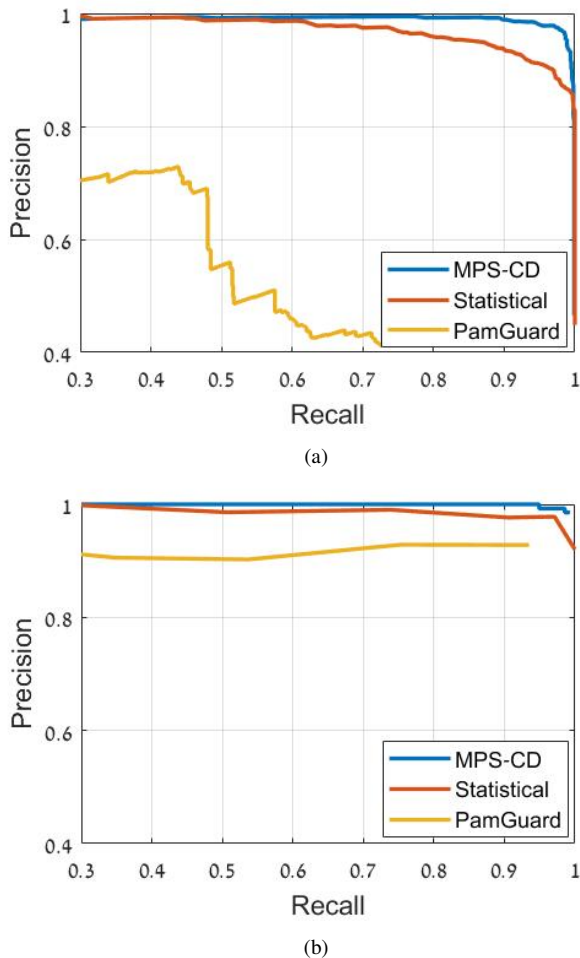 1
0.8
0.6
0.4
Precision
MPS-CD
Statistical
PamGuard
0.3 0.4 0.5 0.6 0.7 0.8 0.9 1
Recall
(a)
1
0.8
0.6
0.4
Precision
MPS-CD
Statistical
PamGuard
0.3 0.4 0.5 0.6 0.7 0.8 0.9 1
Recall
(b)